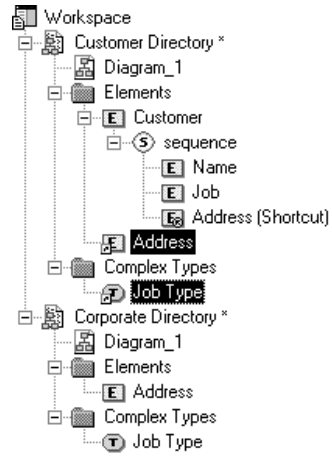 Workspace
Customer Directory *
Diagram_1
Elements
E Customer
S sequence
E Name
E Job
E Address (Shortcut)
E Address
Complex Types
T Job Type
Corporate Directory *
Diagram_1
Elements
E Address
Complex Types
T Job Type